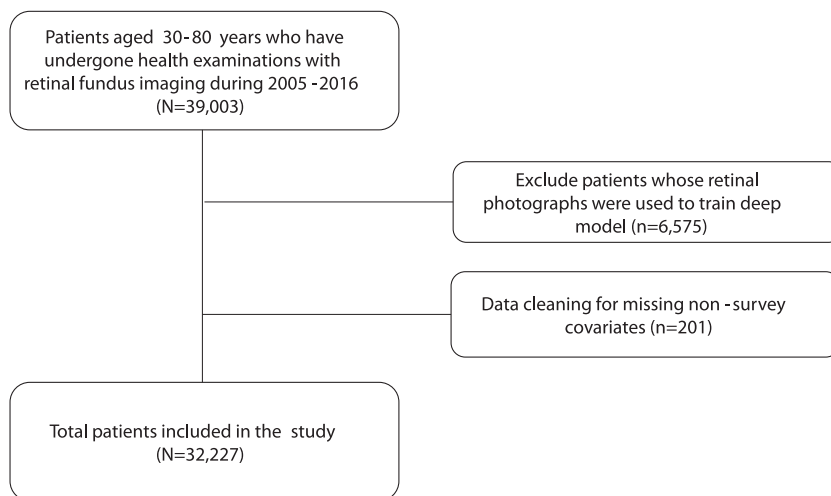 Patients aged 30-80 years who have
undergone health examinations with
retinal fundus imaging during 2005-2016
(N=39,003)
Exclude patients whose retinal
photographs were used to train deep
model (n=6,575)
Data cleaning for missing non-survey
covariates (n=201)
Total patients included in the study
(N=32,227)